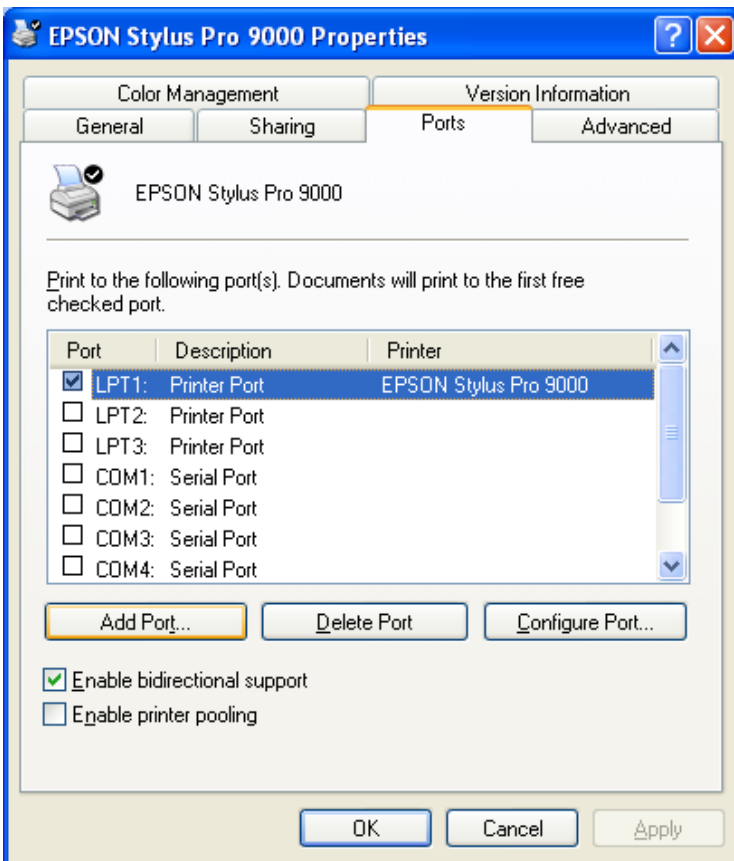 EPSON Stylus Pro 9000 Properties
Color Management Version Information
General Sharing Ports Advanced
EPSON Stylus Pro 9000
Print to the following port(s). Documents will print to the first free
checked port.
Port Description Printer
LPT1: Printer Port EPSON Stylus Pro 9000
LPT2: Printer Port
LPT3: Printer Port
COM1: Serial Port
COM2: Serial Port
COM3: Serial Port
COM4: Serial Port
Add Port... Delete Port Configure Port...
Enable bidirectional support
Enable printer pooling
OK Cancel Apply